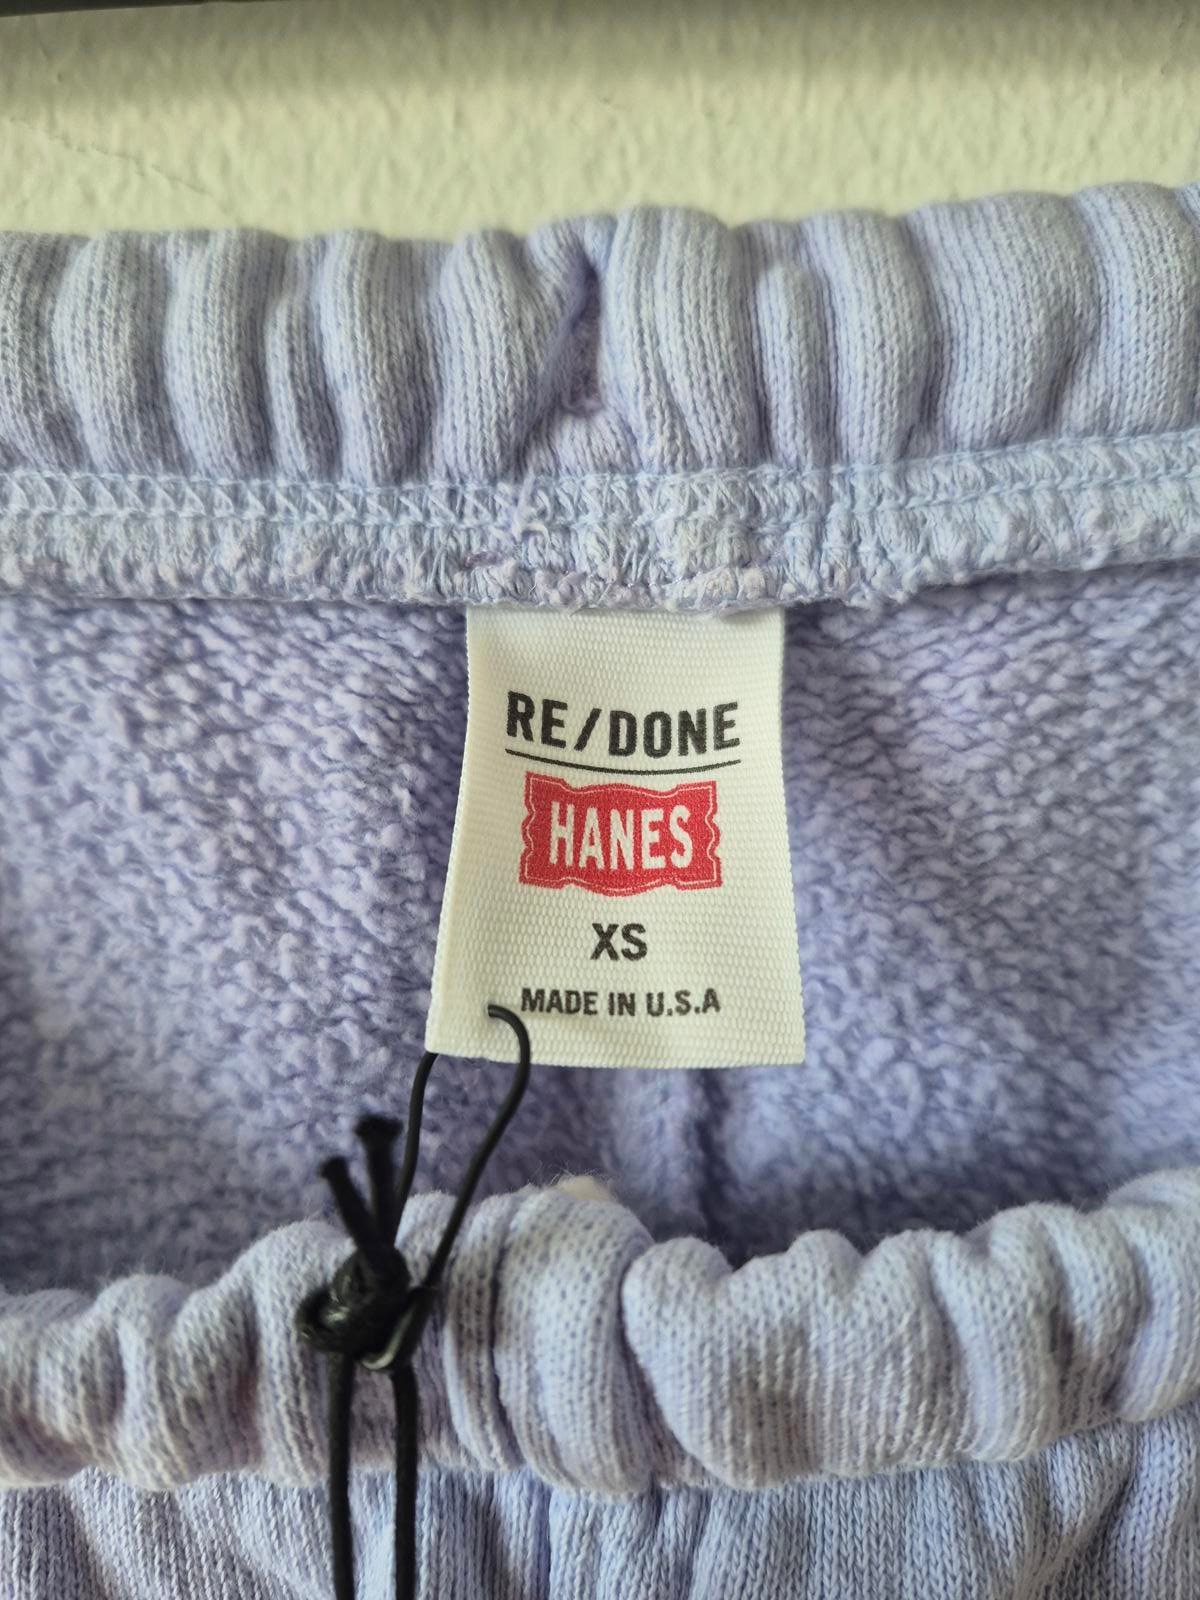 RE/DONE
HANES
XS
MADE IN U.S.A